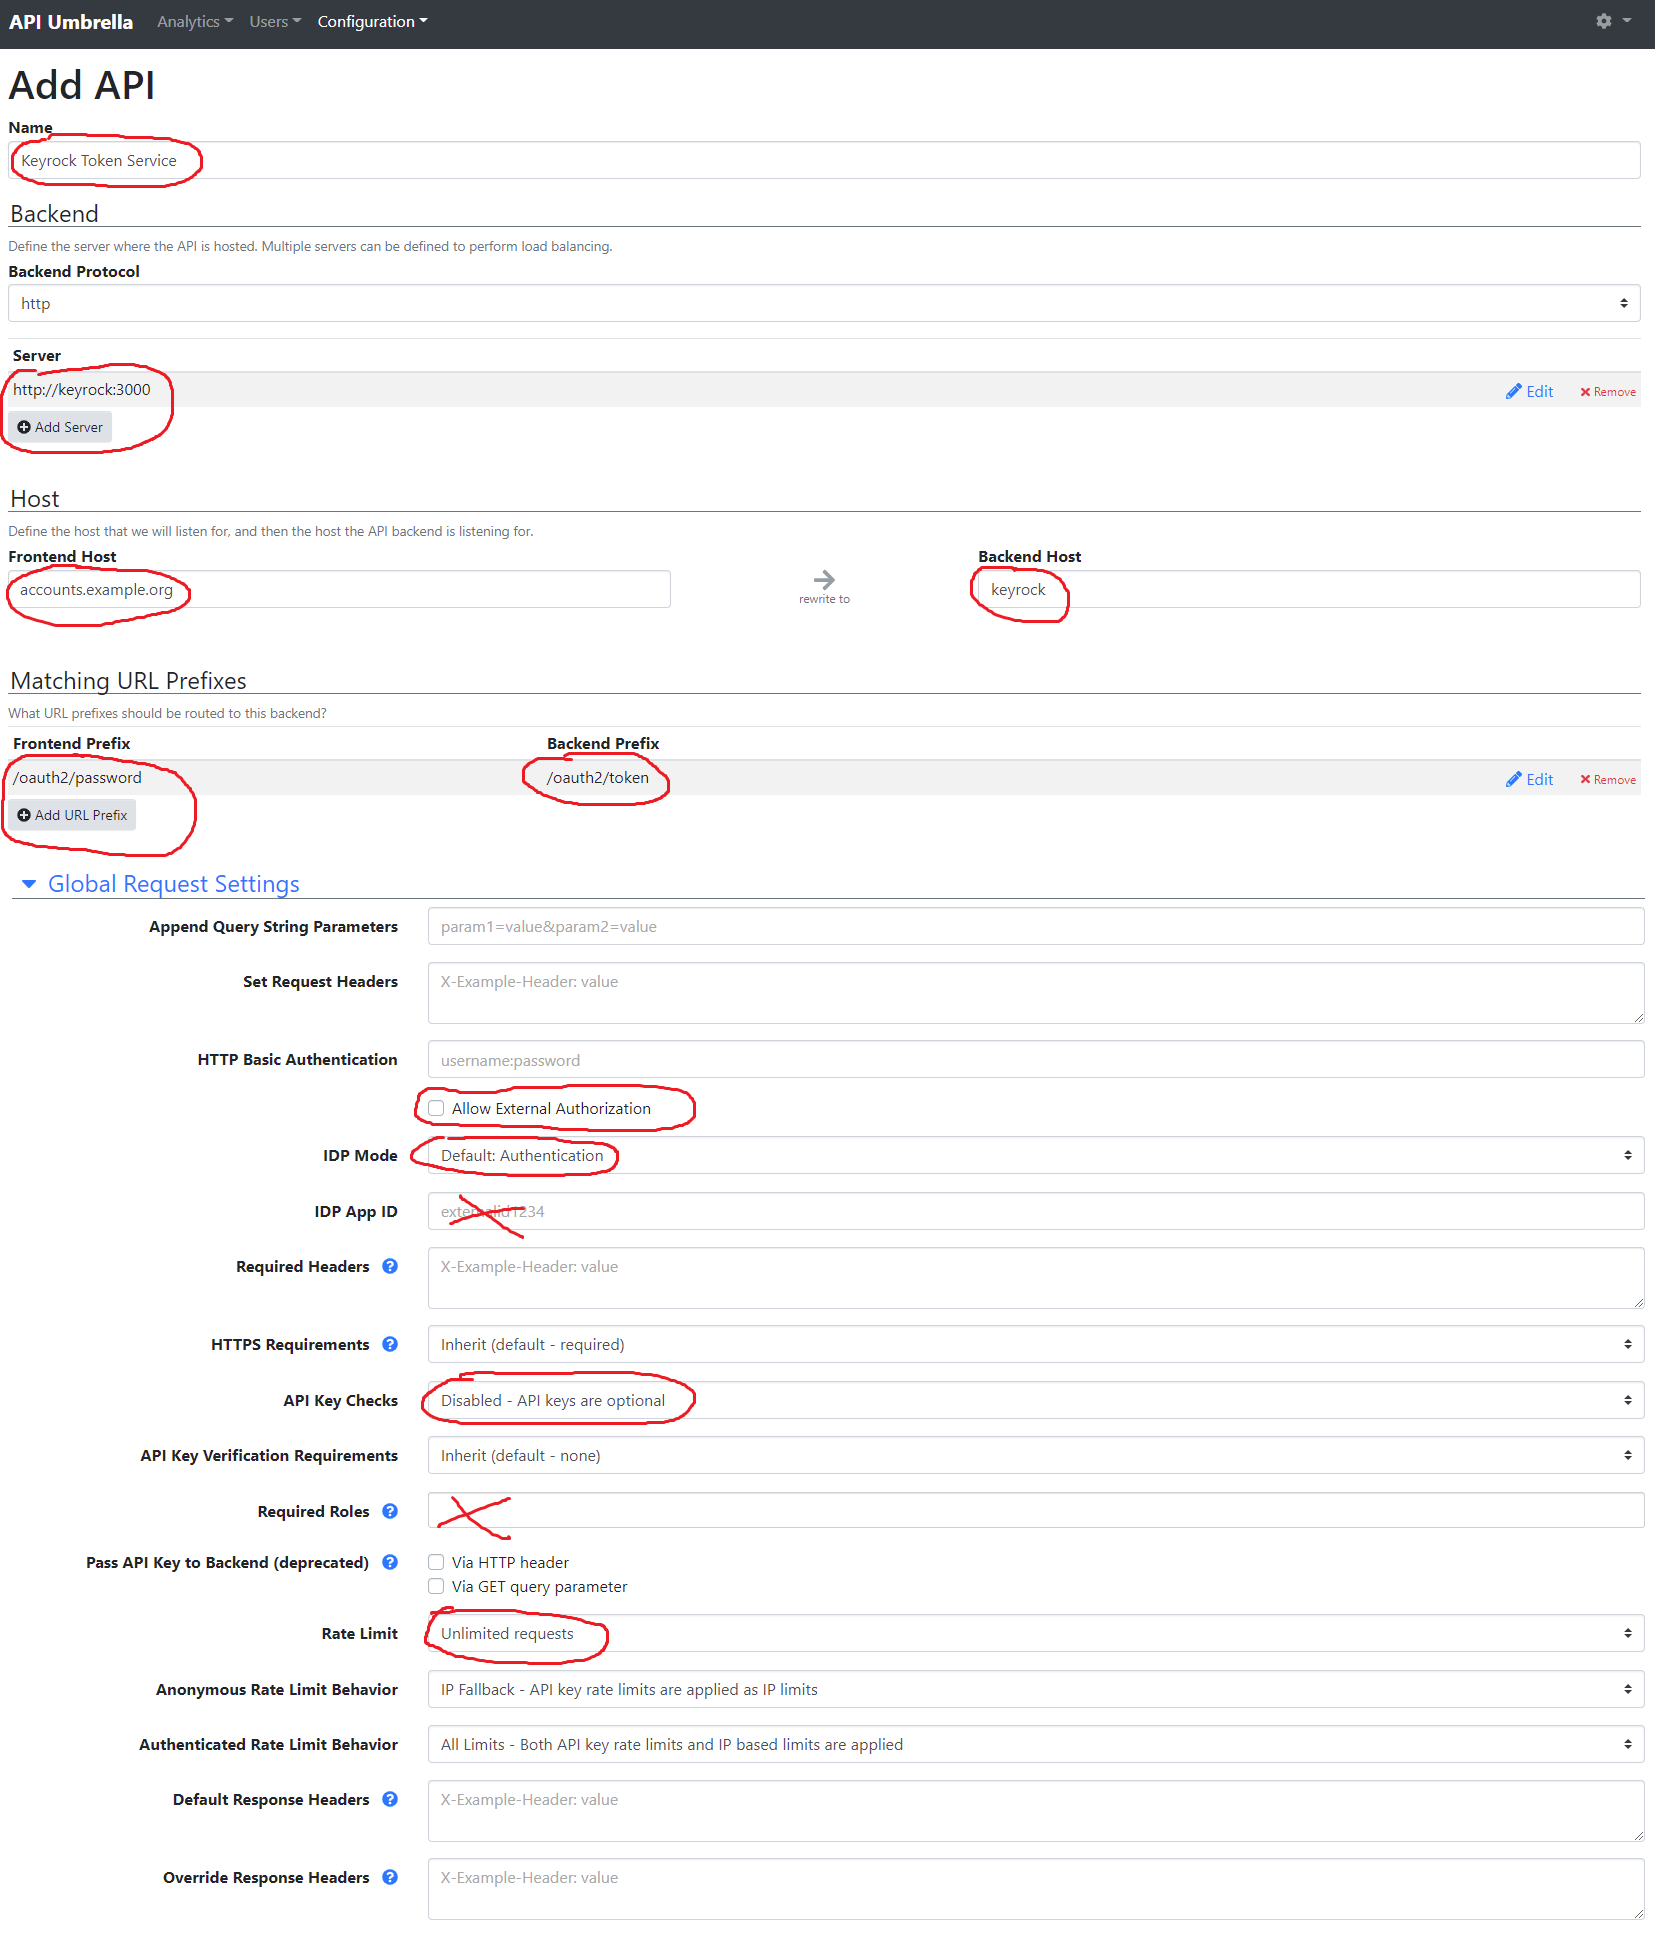 API Umbrella Analytics Users Configuration
Add API
Name
Keyrock Token Service
Backend
Define the server where the API is hosted. Multiple servers can be defined to perform load balancing.
Backend Protocol
http
Server
http://keyrock:3000 Edit Remove
Add Server
Host
Define the host that we will listen for, and then the host the API backend is listening for.
Frontend Host Backend Host
accounts.example.org rewrite to keyrock
Matching URL Prefixes
What URL prefixes should be routed to this backend?
Frontend Prefix Backend Prefix
/oauth2/password /oauth2/token Edit Remove
Add URL Prefix
Global Request Settings
Append Query String Parameters param1=value&param2=value
Set Request Headers X-Example-Header: value
HTTP Basic Authentication username:password
Allow External Authorization
IDP Mode Default: Authentication
IDP App ID externalid1234
Required Headers X-Example-Header: value
HTTPS Requirements Inherit (default - required)
API Key Checks Disabled - API keys are optional
API Key Verification Requirements Inherit (default - none)
Required Roles
Pass API Key to Backend (deprecated) Via HTTP header
Via GET query parameter
Rate Limit Unlimited requests
Anonymous Rate Limit Behavior IP Fallback - API key rate limits are applied as IP limits
Authenticated Rate Limit Behavior All Limits - Both API key rate limits and IP based limits are applied
Default Response Headers X-Example-Header: value
Override Response Headers X-Example-Header: value